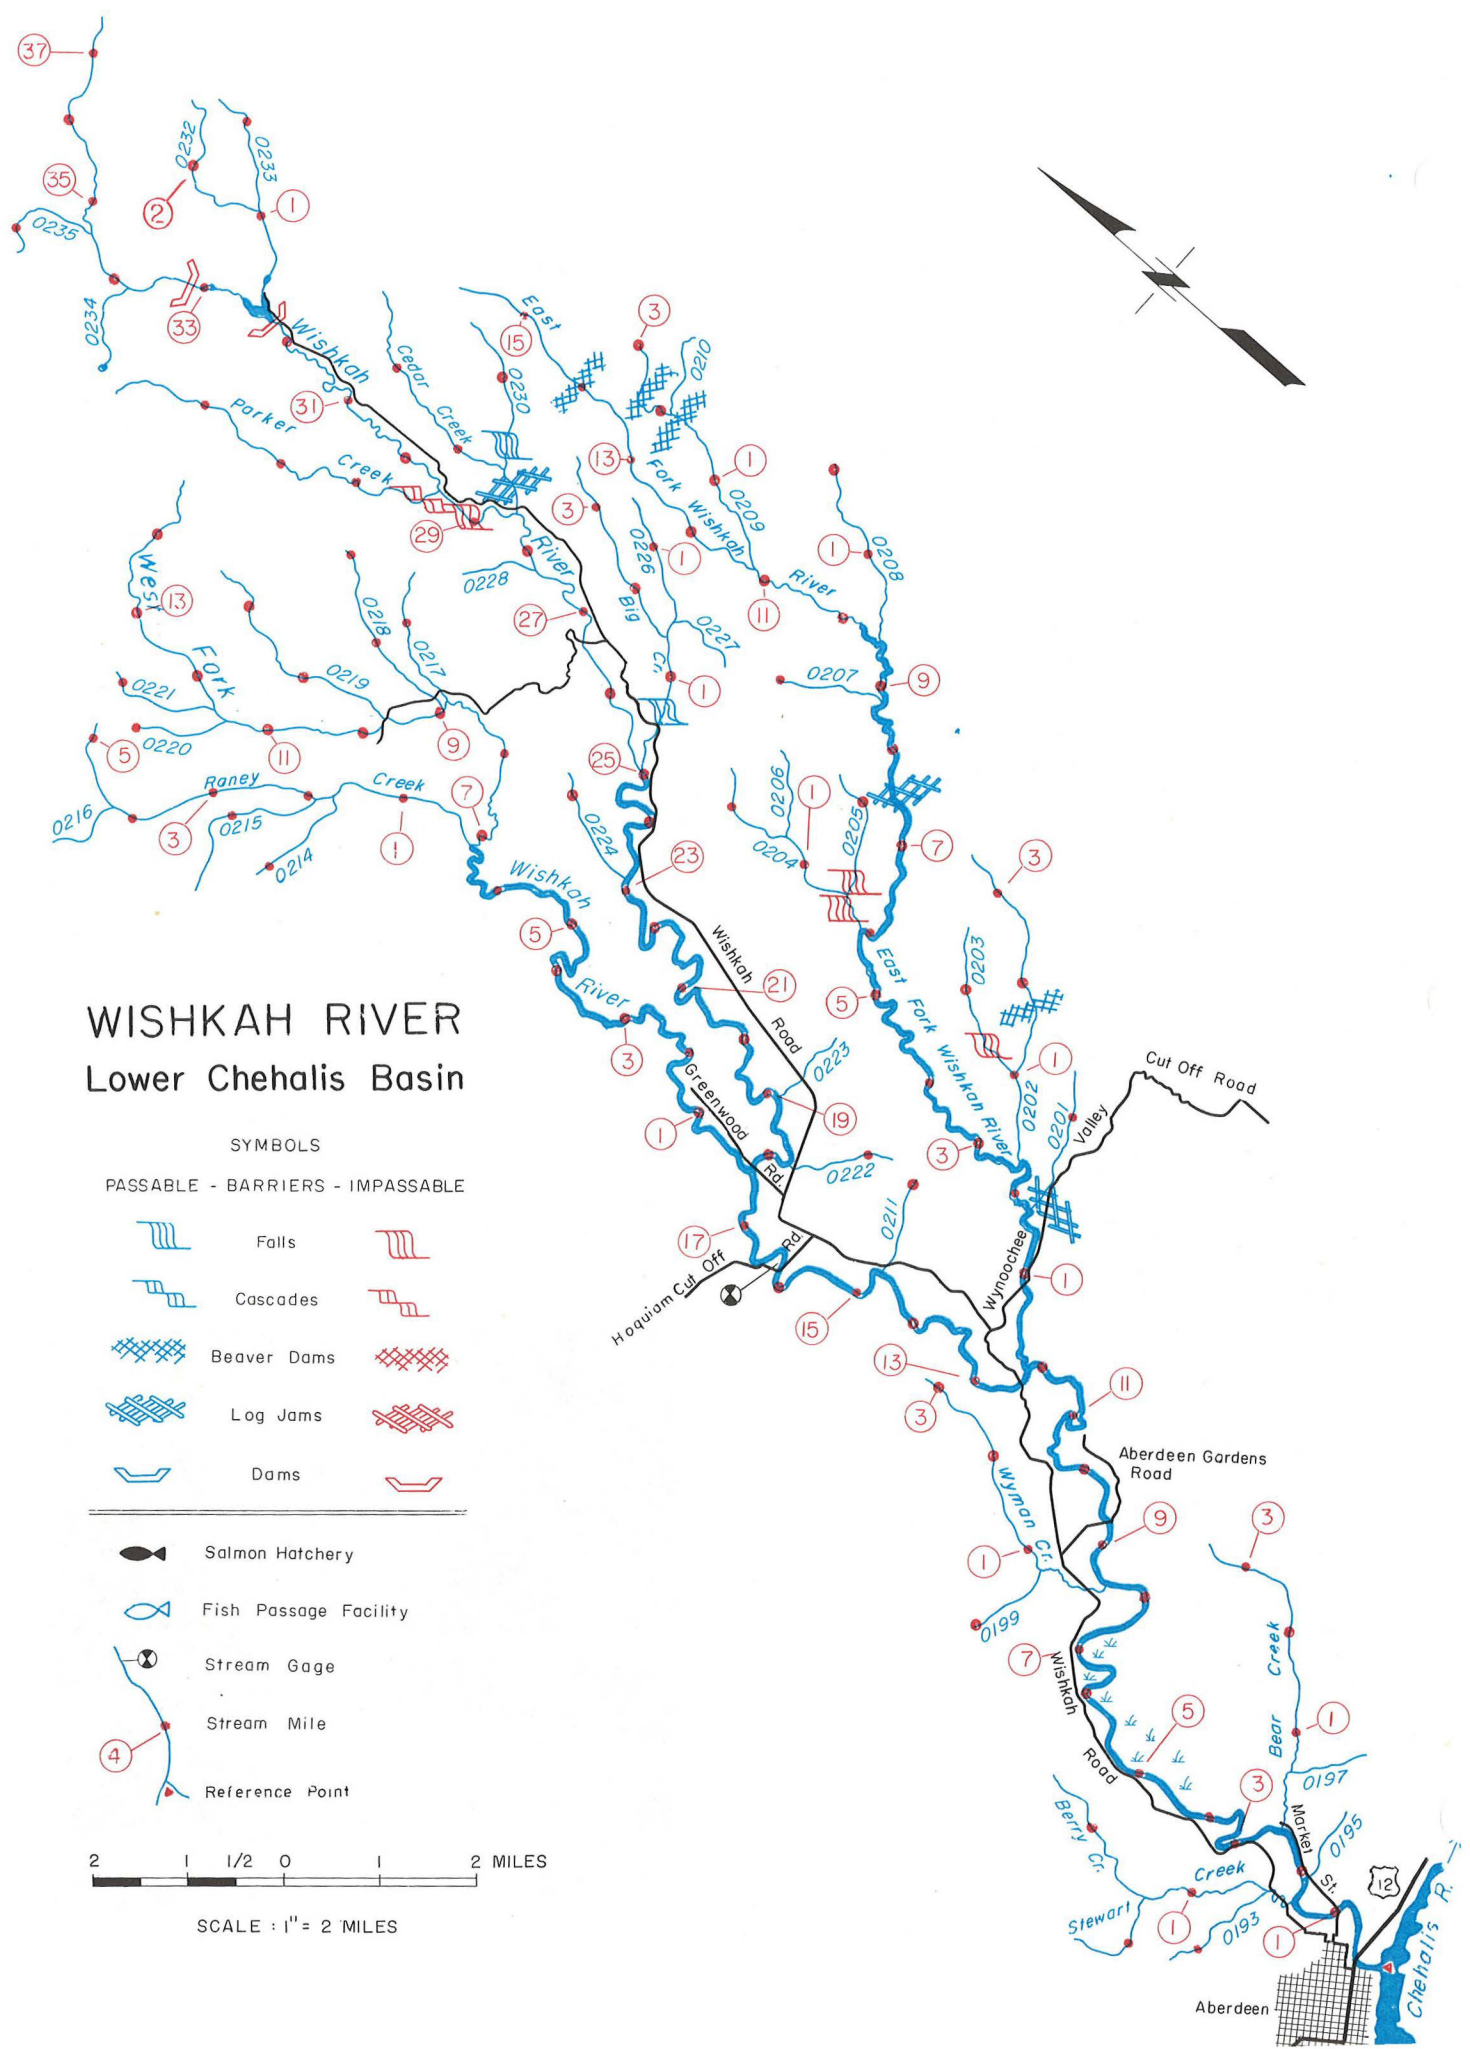 37
0232
0233
35
2
1
0235
33
0234
Wishkah
31
Cedar
Creek
15
East
3
0210
0230
Parker
Creek
29
13
Fork
Wishkah
River
1
0209
11
3
0226
1
Big
Cr.
0227
1
0208
1
River
0228
27
West
13
Fork
0218
0217
0219
0221
0220
5
11
9
0207
9
1
25
0216
Raney
Creek
3
0215
0214
1
7
0224
23
0206
1
0205
0204
7
3
Wishkah
5
River
3
Wishkah
Road
21
East
Fork
Wishkah
River
5
0203
1
0202
0201
Valley
Cut Off Road
WISHKAH RIVER
Lower Chehalis Basin
Greenwood
Rd.
1
0223
19
3
0222
0211
17
Rd.
Hoquiam Cut Off
15
Wynoochee
1
13
11
SYMBOLS
PASSABLE - BARRIERS - IMPASSABLE
Falls
Cascades
Beaver Dams
Log Jams
Dams
Salmon Hatchery
Fish Passage Facility
Stream Gage
Stream Mile
4
Reference Point
2 1 1/2 0 1 2 MILES
SCALE : 1" = 2 MILES
3
Wyman
Cr.
1
0199
Aberdeen Gardens
Road
9
7
Wishkah
Road
5
3
Creek
Bear
1
0197
3
Market
St.
0195
Berry
Cr.
Creek
Stewart
1
0193
1
12
Aberdeen
Chehalis R.